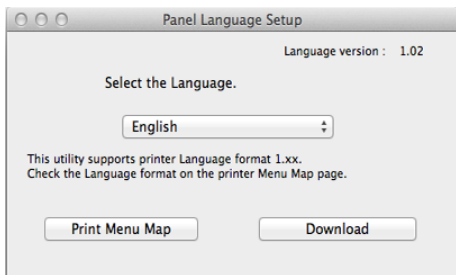 Panel Language Setup
Language version : 1.02
Select the Language.
English
This utility supports printer Language format 1.xx.
Check the Language format on the printer Menu Map page.
Print Menu Map
Download